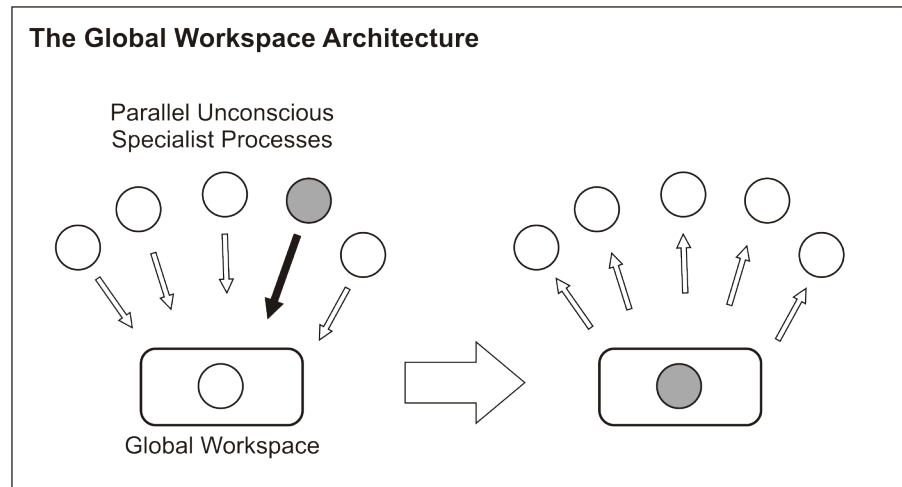 The Global Workspace Architecture
Parallel Unconscious
Specialist Processes
Global Workspace